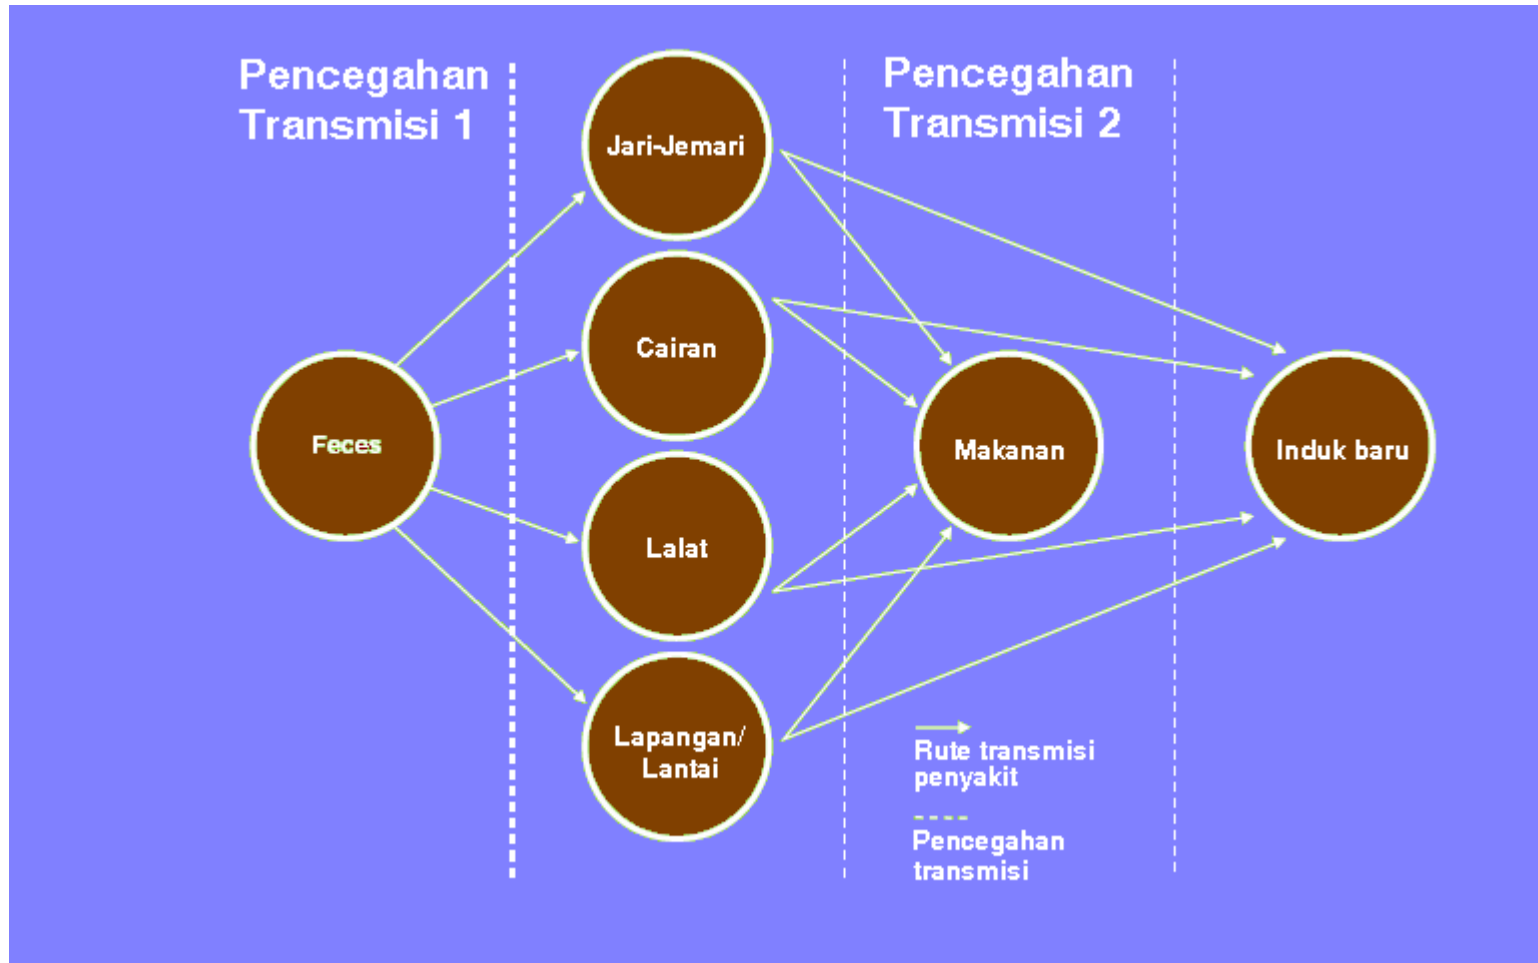 Pencegahan
Transmisi 1
Pencegahan
Transmisi 2
Jari-Jemari
Cairan
Feces
Makanan
Induk baru
Lalat
Lapangan/
Lantai
Rute transmisi
penyakit
Pencegahan
transmisi